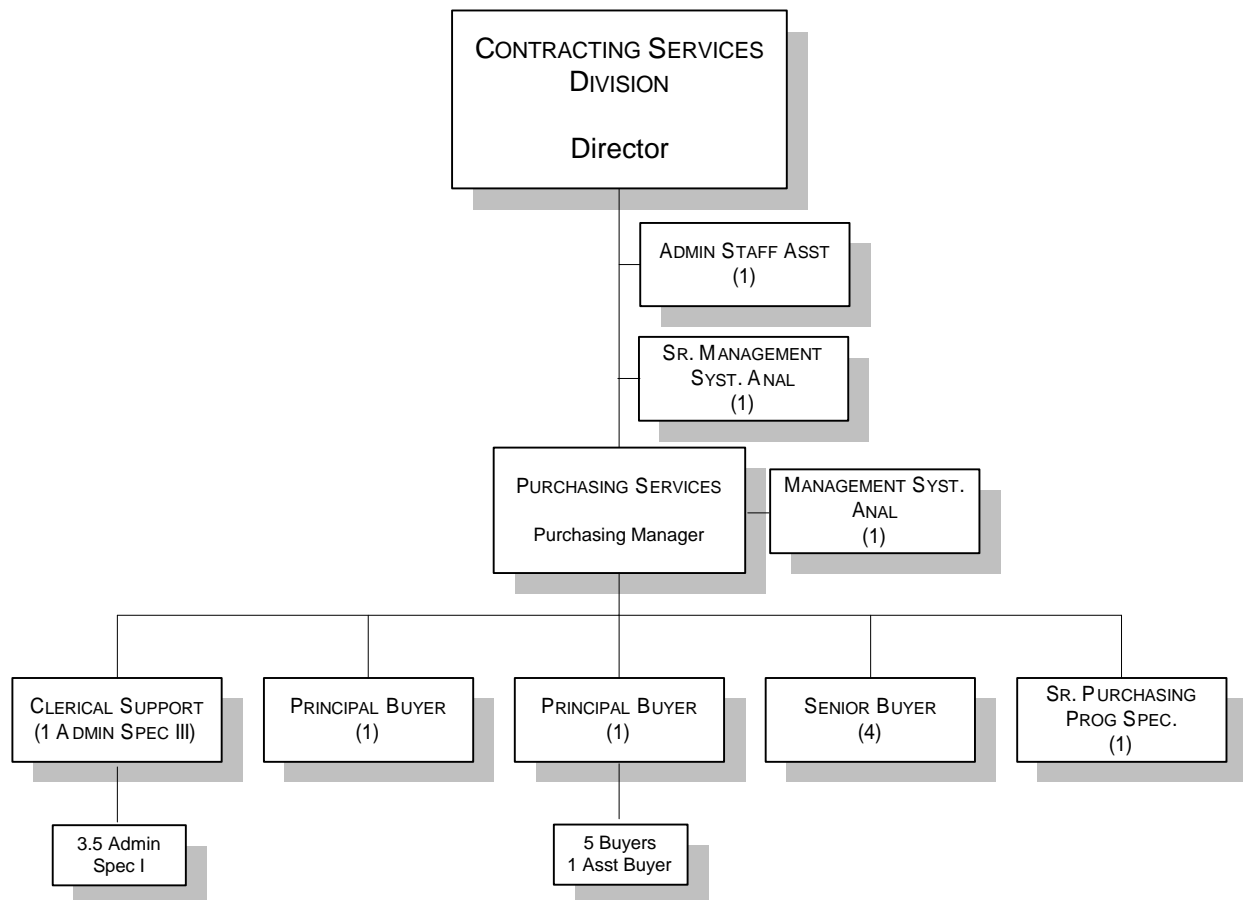 CONTRACTING SERVICES
DIVISION
Director
ADMIN STAFF ASST
(1)
SR. MANAGEMENT
SYST. ANAL
(1)
PURCHASING SERVICES
Purchasing Manager
MANAGEMENT SYST.
ANAL
(1)
CLERICAL SUPPORT
(1 ADMIN SPEC III)
PRINCIPAL BUYER
(1)
PRINCIPAL BUYER
(1)
SENIOR BUYER
(4)
SR. PURCHASING
PROG SPEC.
(1)
3.5 Admin
Spec I
5 Buyers
1 Asst Buyer